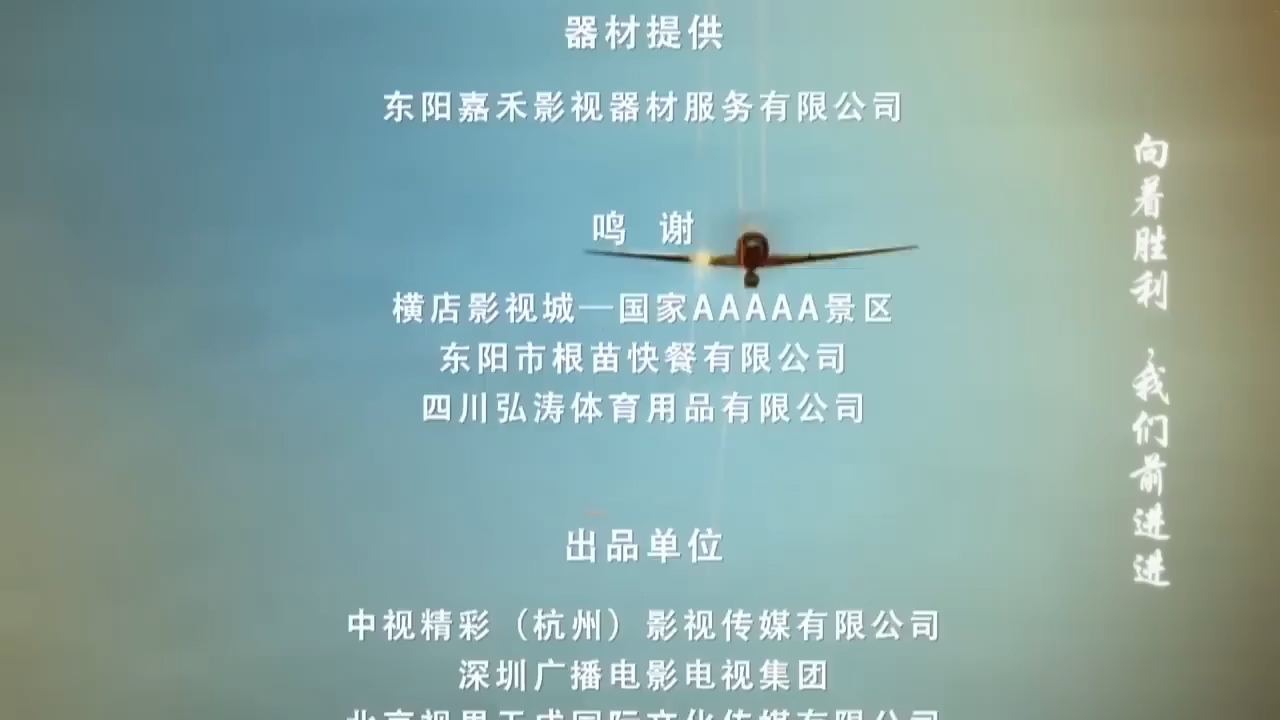 器材提供
东阳嘉禾影视器材服务有限公司
鸣 谢
横店影视城—国家AAAAA景区
东阳市根苗快餐有限公司
四川弘涛体育用品有限公司
出品单位
中视精彩（杭州）影视传媒有限公司
深圳广播电影电视集团
向着胜利，我们前进进